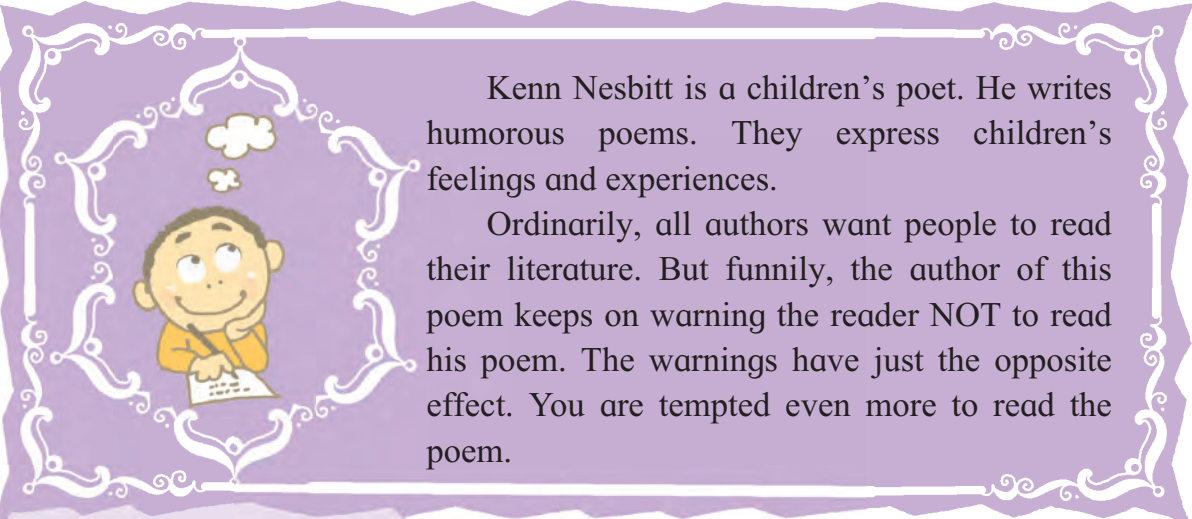 Kenn Nesbitt is a children's poet. He writes
humorous poems. They express children's
feelings and experiences.
Ordinarily, all authors want people to read
their literature. But funnily, the author of this
poem keeps on warning the reader NOT to read
his poem. The warnings have just the opposite
effect. You are tempted even more to read the
poem.